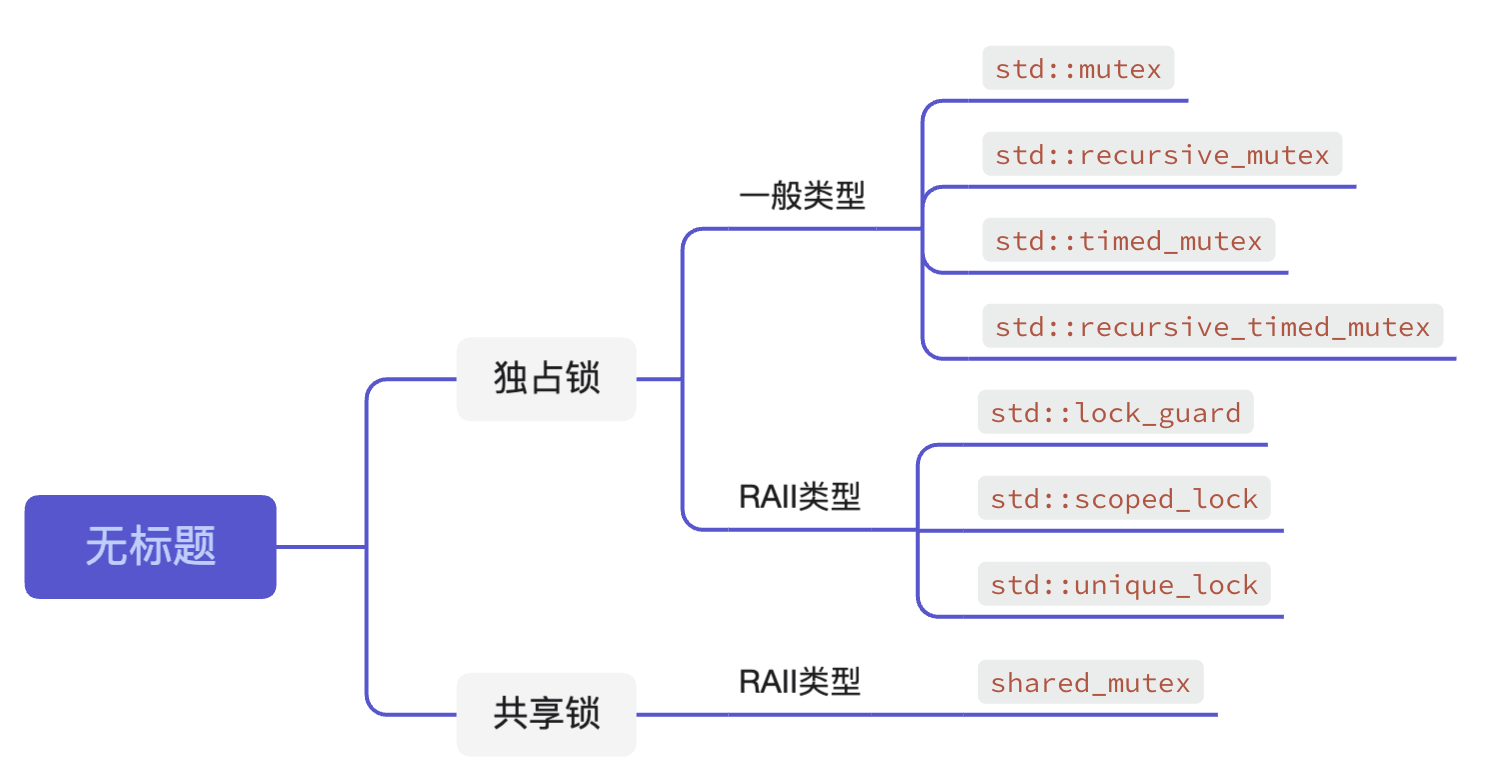 无标题
独占锁
一般类型
std::mutex
std::recursive_mutex
std::timed_mutex
std::recursive_timed_mutex
RAII类型
std::lock_guard
std::scoped_lock
std::unique_lock
共享锁
RAII类型
shared_mutex